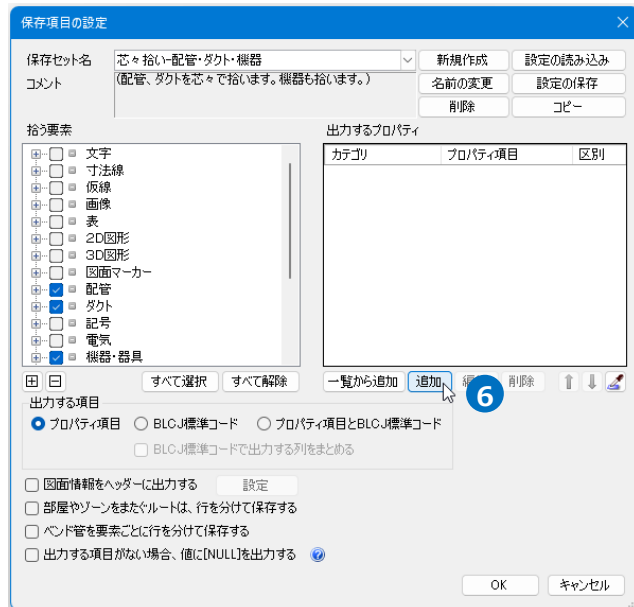 保存項目の設定
保存セット名 芯々拾い-配管・ダクト・機器 新規作成 設定の読み込み
コメント (配管、ダクトを芯々で拾います。機器も拾います。) 名前の変更 設定の保存
削除 コピー
拾う要素 出力するプロパティ
カテゴリ プロパティ項目 区別
文字
寸法線
仮線
画像
表
2D図形
3D図形
図面マーカー
配管
ダクト
記号
電気
機器・器具
すべて選択 すべて解除 一覧から追加 追加 削除
6
出力する項目
プロパティ項目 BLCJ標準コード プロパティ項目とBLCJ標準コード
BLCJ標準コードで出力する列をまとめる
図面情報をヘッダーに出力する 設定
部屋やゾーンをまたぐルートは、行を分けて保存する
ベンド管を要素ごとに行を分けて保存する
出力する項目がない場合、値に[NULL]を出力する
OK キャンセル